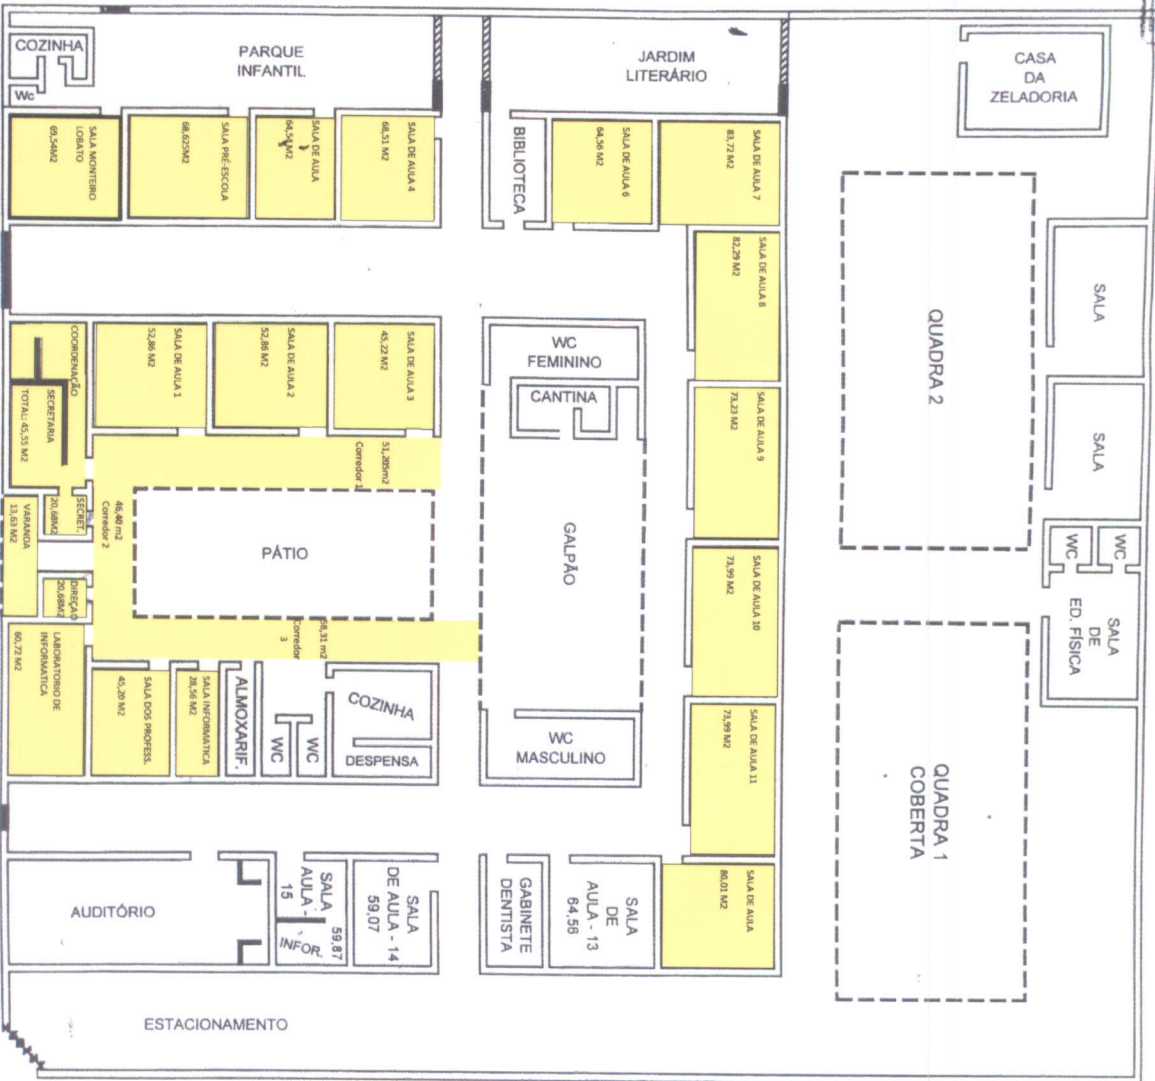 COZINHA
Wc
PARQUE
INFANTIL
JARDIM
LITERÁRIO
CASA
DA
ZELADORIA
SALA MONTEIRO
LOBATO
69,54M2
SALA PRÉ-ESCOLA
68,625M2
SALA DE AULA
64,54M2
SALA DE AULA 4
68,51 M2
BIBLIOTECA
SALA DE AULA 6
64,56 M2
SALA DE AULA 7
83,72 M2
SALA DE AULA 8
82,29 M2
QUADRA 2
SALA
SALA
COORDENAÇÃO
SECRETARIA
TOTAL: 45,55 M2
SALA DE AULA 1
52,86 M2
SALA DE AULA 2
52,86 M2
SALA DE AULA 3
45,22 M2
WC
FEMININO
CANTINA
SALA DE AULA 9
73,23 M2
51,205m2
Corredor 1
SECRET.
20,68M2
46,40 m2
Corredor 2
VARANDA
13,63 M2
PÁTIO
GALPÃO
SALA DE AULA 10
73,99 M2
WC
WC
SALA
DE
ED. FÍSICA
DIREÇÃO
20,68M2
58,31 m2
Corredor
3
LABORATORIO DE
INFORMATICA
60,72 M2
SALA DOS PROFESS.
45,20 M2
SALA INFORMATICA
28,56 M2
ALMOXARIF.
WC
WC
COZINHA
DESPENSA
WC
MASCULINO
SALA DE AULA 11
73,99 M2
QUADRA 1
COBERTA
AUDITÓRIO
SALA
AULA -
15
59,87
INFOR.
SALA
DE AULA - 14
59,07
GABINETE
DENTISTA
SALA
DE
AULA - 13
64,56
SALA DE AULA
80,01 M2
ESTACIONAMENTO